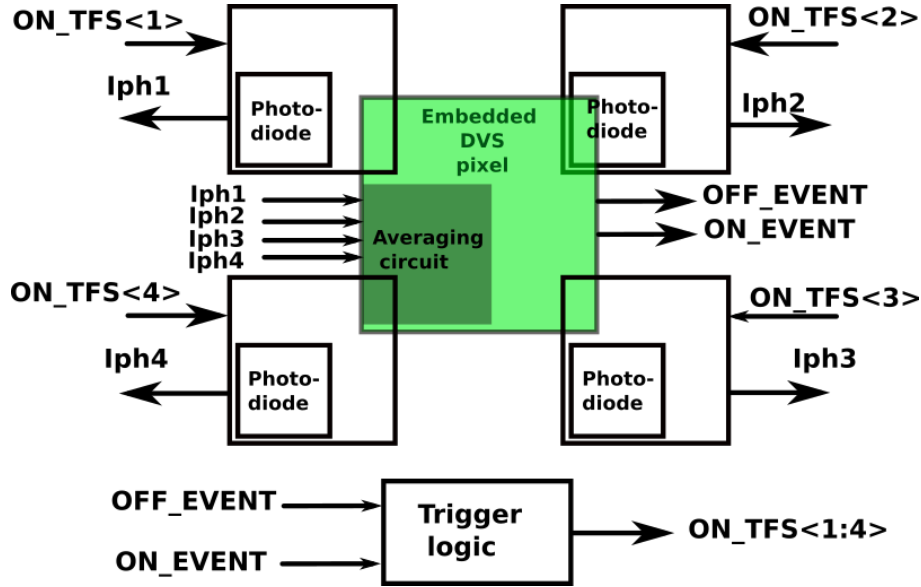 ON_TFS<1>
ON_TFS<2>
Iph1
Iph2
Photo-
diode
Embedded
DVS
pixel
Photo-
diode
Iph1
Iph2
Iph3
Iph4
OFF_EVENT
ON_EVENT
Averaging
circuit
ON_TFS<4>
ON_TFS<3>
Iph4
Iph3
Photo-
diode
Photo-
diode
OFF_EVENT
ON_EVENT
Trigger
logic
ON_TFS<1:4>